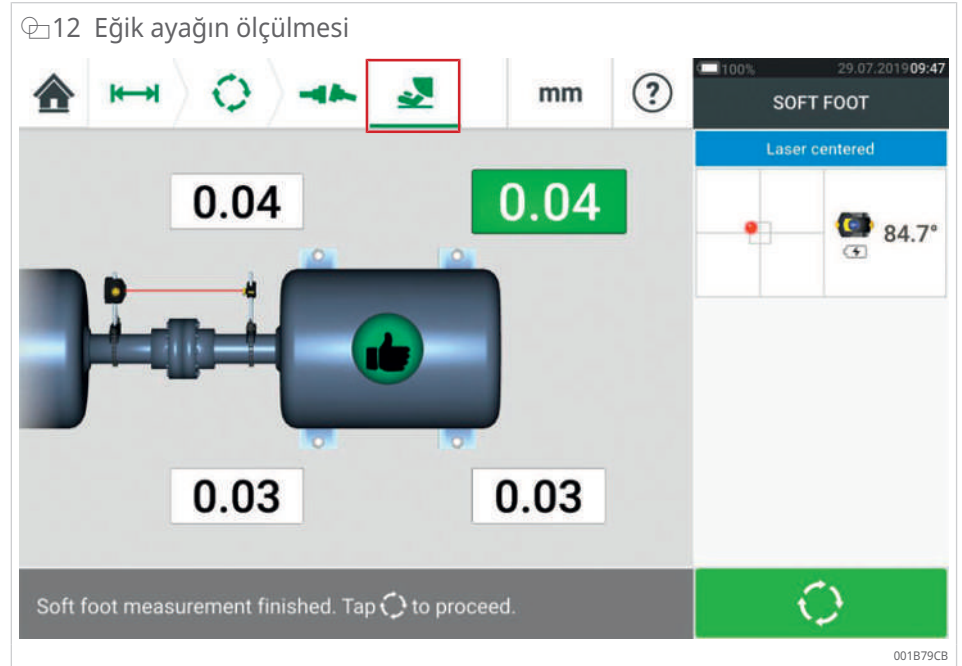 12 Eğik ayağın ölçülmesi
mm
?
100% 29.07.2019 09:47
SOFT FOOT
Laser centered
84.7°
0.04 0.04
0.03 0.03
Soft foot measurement finished. Tap to proceed.
001B79CB